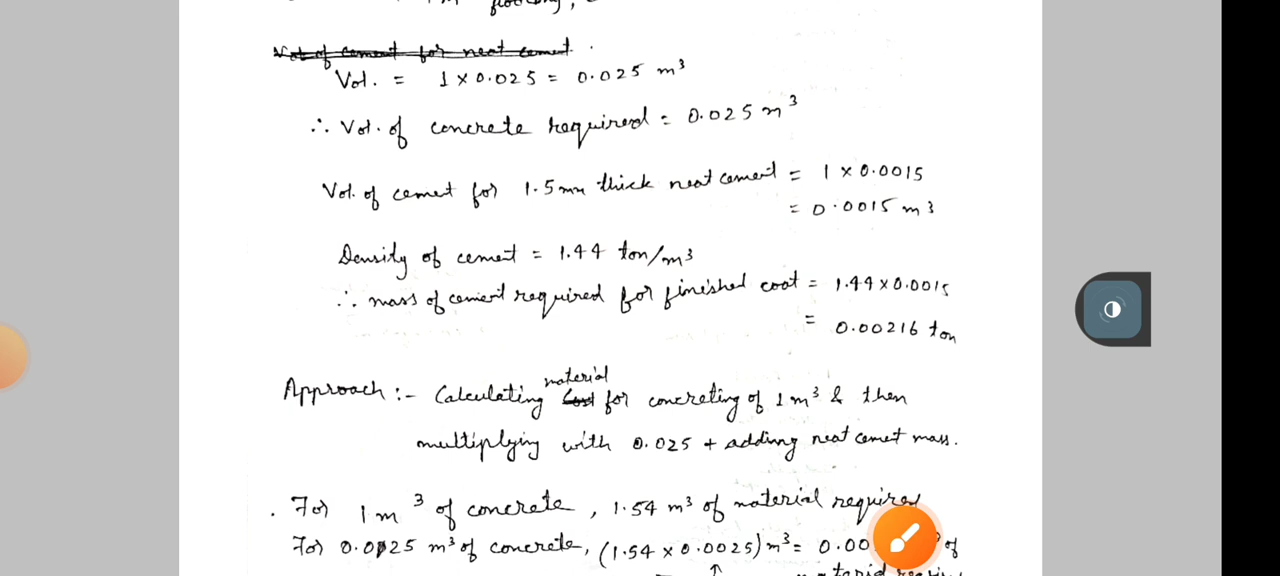 1 m flooring,
Vol. of cement for neat cement.
Vol. = 1 x 0.025 = 0.025 m³
∴ Vol. of concrete required = 0.025 m³
Vol. of cement for 1.5mm thick neat cement = 1 x 0.0015
= 0.0015 m³
Density of cement = 1.44 ton/m³
∴ mass of cement required for finished coat = 1.44 x 0.0015
= 0.00216 ton
Approach :- Calculating material for concreting of 1 m³ & then
multiplying with 0.025 + adding neat cemet mass.
. For 1 m³ of concrete, 1.54 m³ of material required
For 0.0025 m³ of concrete, (1.54 x 0.0025) m³ = 0.00 of